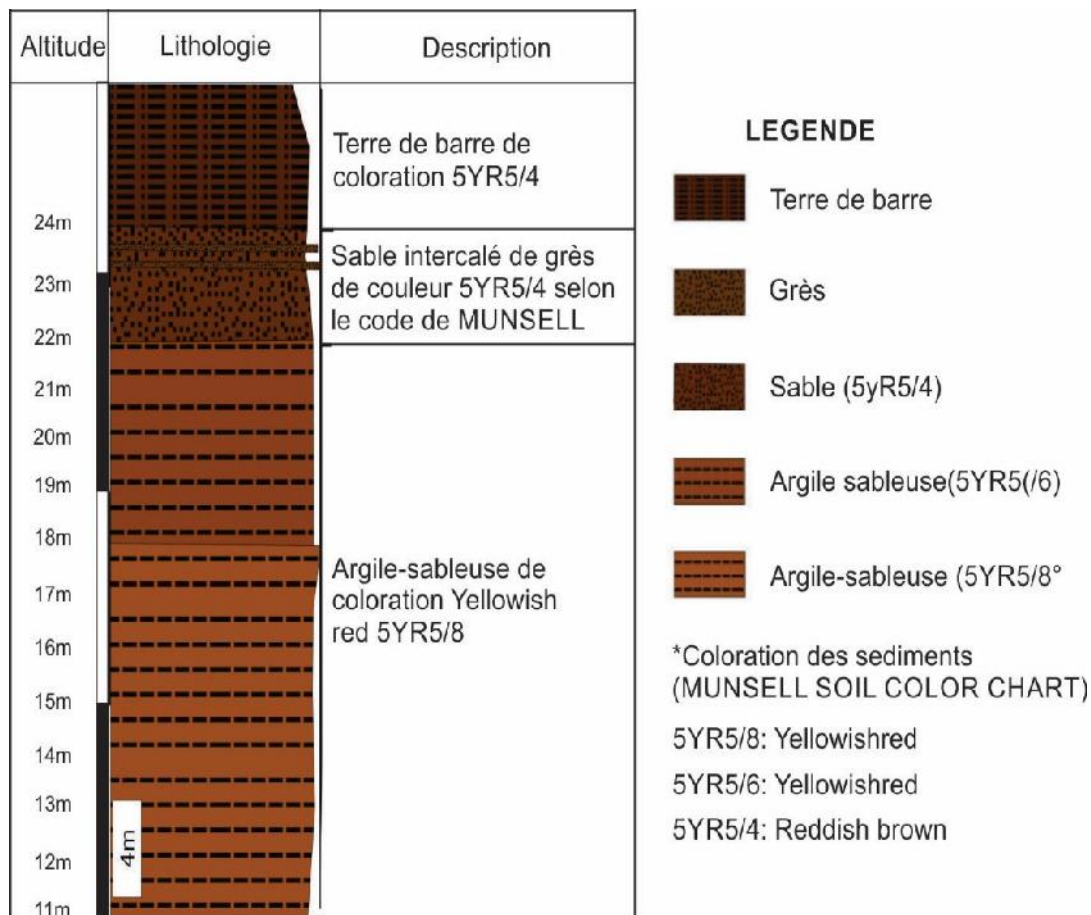 Altitude
Lithologie
Description
Terre de barre de
coloration 5YR5/4
24m
Sable intercalé de grès
de couleur 5YR5/4 selon
le code de MUNSELL
23m
22m
21m
20m
19m
18m
17m
16m
15m
14m
13m
12m
11m
Argile-sableuse de
coloration Yellowish
red 5YR5/8
4m
LEGENDE
Terre de barre
Grès
Sable (5yR5/4)
Argile sableuse(5YR5(/6)
Argile-sableuse (5YR5/8°
*Coloration des sediments
(MUNSELL SOIL COLOR CHART)
5YR5/8: Yellowishred
5YR5/6: Yellowishred
5YR5/4: Reddish brown